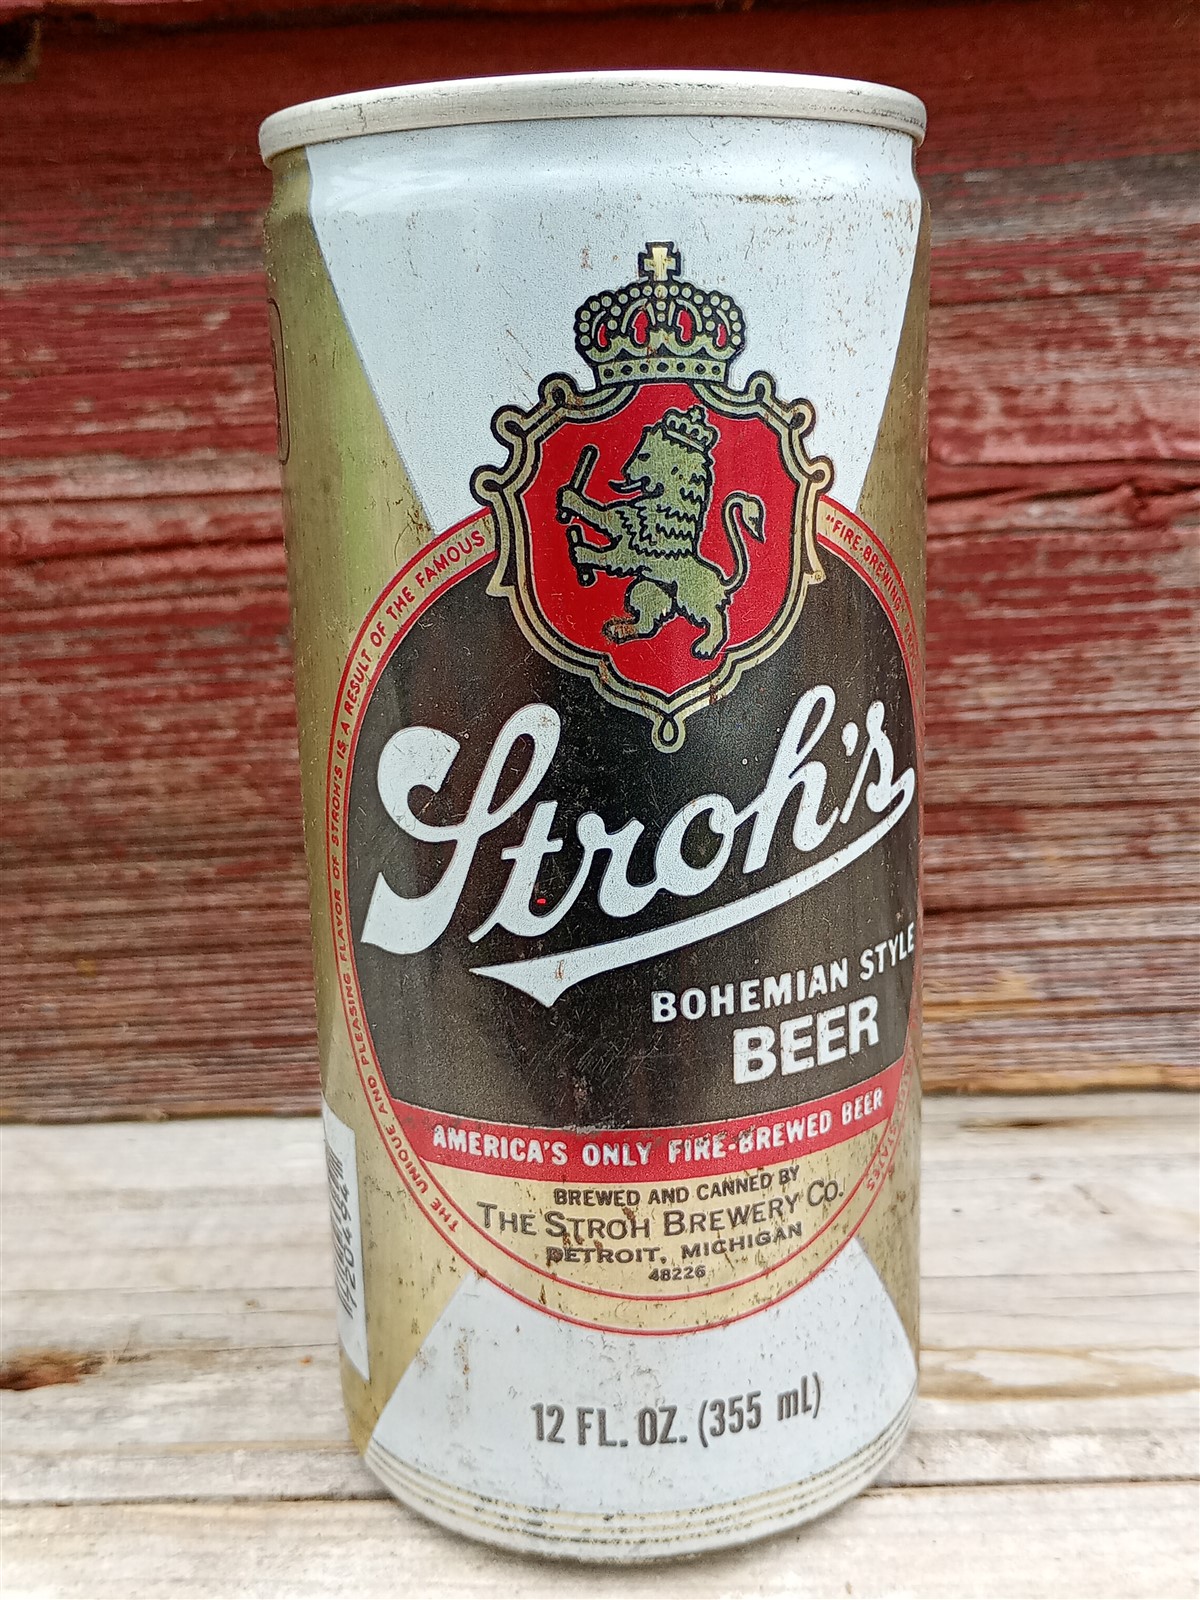 THE UNIQUE AND PLEASING FLAVOR OF STROH'S IS A RESULT OF THE FAMOUS
"FIRE-BREWING"
Stroh's
BOHEMIAN STYLE
BEER
AMERICA'S ONLY FIRE-BREWED BEER
BREWED AND CANNED BY
THE STROH BREWERY CO.
DETROIT, MICHIGAN
48226
12 FL. OZ. (355 ml)